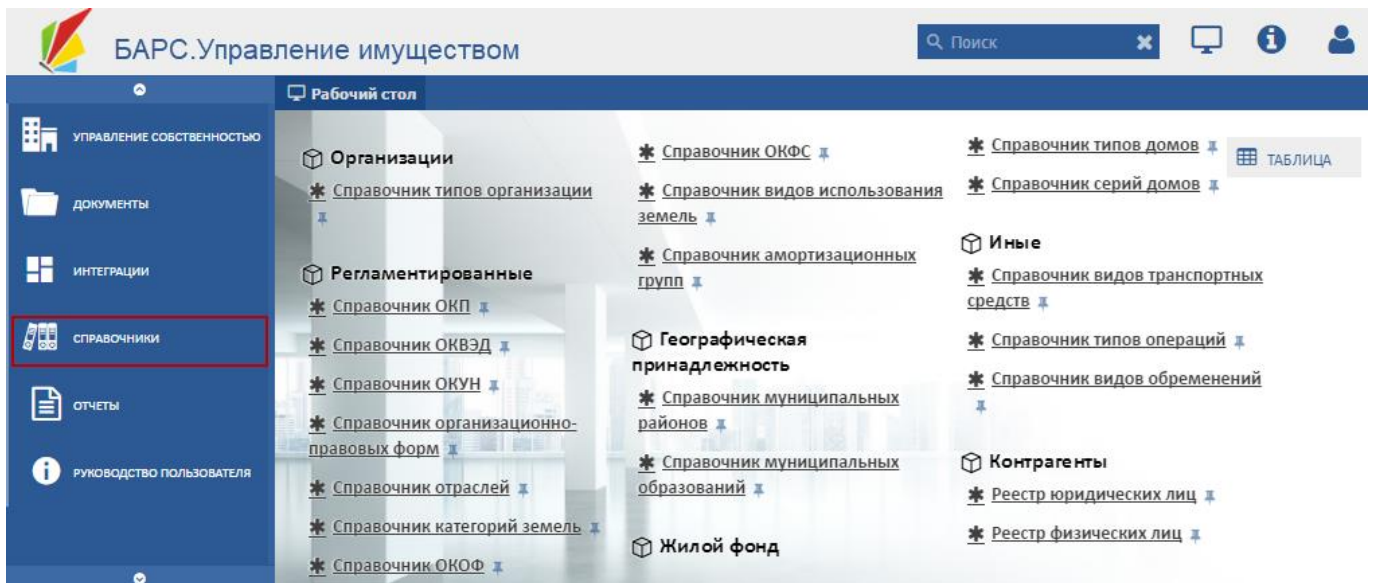 БАРС.Управление имуществом
Поиск
Рабочий стол
УПРАВЛЕНИЕ СОБСТВЕННОСТЬЮ
ДОКУМЕНТЫ
ИНТЕГРАЦИИ
СПРАВОЧНИКИ
ОТЧЕТЫ
РУКОВОДСТВО ПОЛЬЗОВАТЕЛЯ
Организации
Справочник типов организации
Регламентированные
Справочник ОКП
Справочник ОКВЭД
Справочник ОКУН
Справочник организационно-
правовых форм
Справочник отраслей
Справочник категорий земель
Справочник ОКОФ
Справочник ОКФС
Справочник видов использования
земель
Справочник амортизационных
групп
Географическая
принадлежность
Справочник муниципальных
районов
Справочник муниципальных
образований
Жилой фонд
Справочник типов домов
Справочник серий домов
Иные
Справочник видов транспортных
средств
Справочник типов операций
Справочник видов обременений
Контрагенты
Реестр юридических лиц
Реестр физических лиц
ТАБЛИЦА